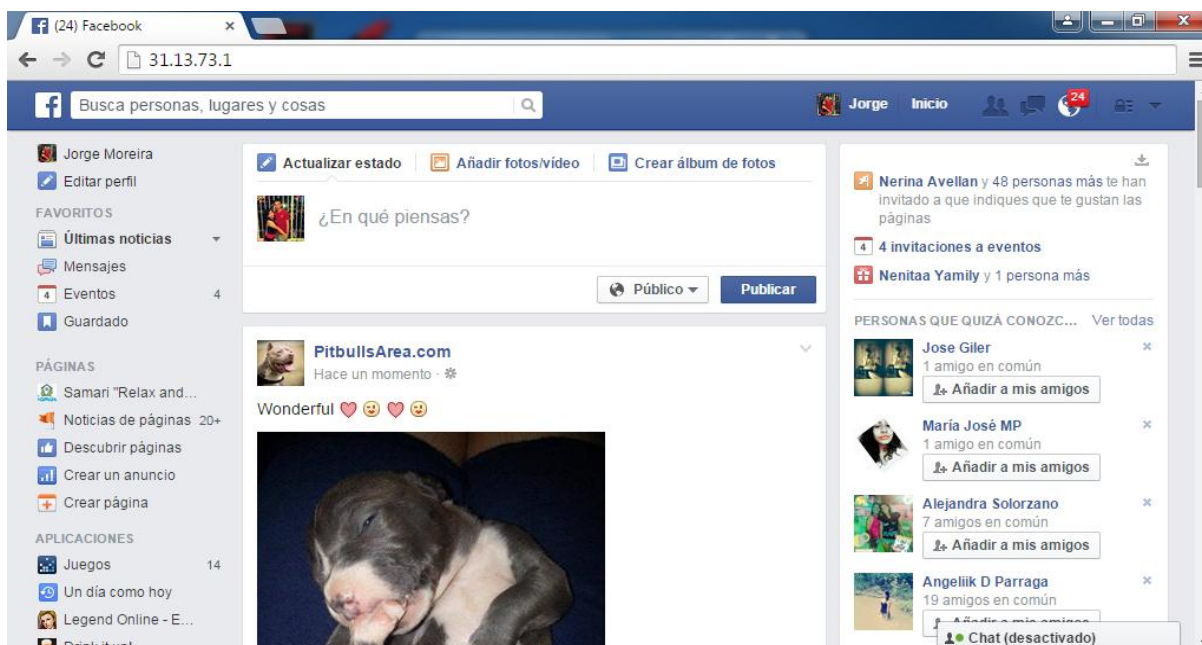 (24) Facebook
31.13.73.1
Busca personas, lugares y cosas
Jorge Inicio 24
Jorge Moreira
Editar perfil
FAVORITOS
Últimas noticias
Mensajes
4 Eventos 4
Guardado
PÁGINAS
Samari "Relax and...
Noticias de páginas 20+
Descubrir páginas
Crear un anuncio
Crear página
APLICACIONES
Juegos 14
Un día como hoy
Legend Online - E...
Actualizar estado Añadir fotos/vídeo Crear álbum de fotos
¿En qué piensas?
Público Publicar
PitbullsArea.com
Hace un momento ·
Wonderful
Nerina Avellan y 48 personas más te han
invitado a que indiques que te gustan las
páginas
4 4 invitaciones a eventos
Nenitaa Yamily y 1 persona más
PERSONAS QUE QUIZÁ CONOZC... Ver todas
Jose Giler
1 amigo en común
Añadir a mis amigos
María José MP
1 amigo en común
Añadir a mis amigos
Alejandra Solorzano
7 amigos en común
Añadir a mis amigos
Angeliik D Parraga
19 amigos en común
Añadir a mis amigos
Chat (desactivado)